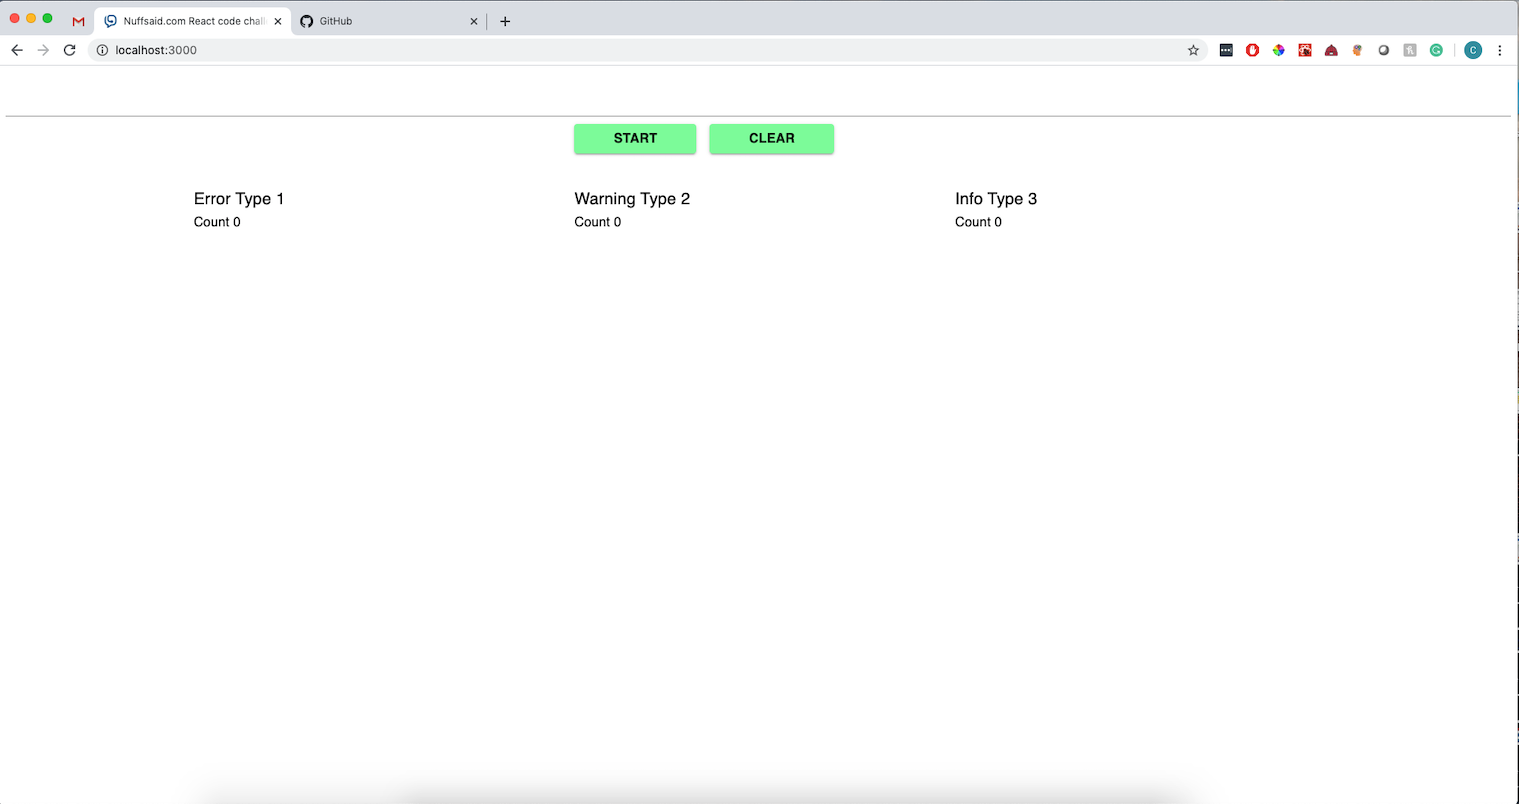 Nuffsaid.com React code chall
GitHub
localhost:3000
C
START CLEAR
Error Type 1 Warning Type 2 Info Type 3
Count 0 Count 0 Count 0